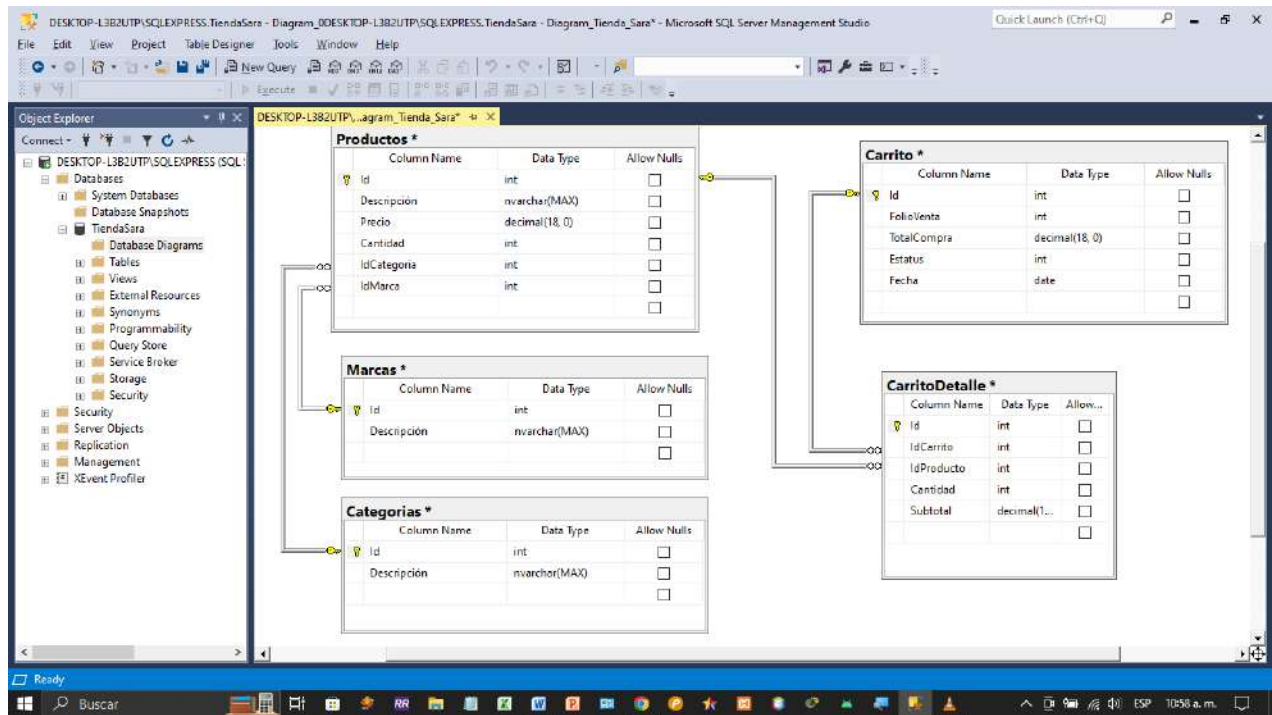 DESKTOP-L3B2UTP\SQLEXPRESS.TiendaSara - Diagram_0DESKTOP-L3B2UTP\SQLEXPRESS.TiendaSara - Diagram_Tienda_Sara* - Microsoft SQL Server Management Studio
Quick Launch (Ctrl+Q)
File Edit View Project Table Designer Tools Window Help
New Query
Execute
Object Explorer
DESKTOP-L3B2UTP\...agram_Tienda_Sara*
Connect
DESKTOP-L3B2UTP\SQLEXPRESS (SQL
Databases
System Databases
Database Snapshots
TiendaSara
Database Diagrams
Tables
Views
External Resources
Synonyms
Programmability
Query Store
Service Broker
Storage
Security
Security
Server Objects
Replication
Management
XEvent Profiler
Productos *
Column Name Data Type Allow Nulls
Id int
Descripción nvarchar(MAX)
Precio decimal(18, 0)
Cantidad int
IdCategoria int
IdMarca int
Marcas *
Column Name Data Type Allow Nulls
Id int
Descripción nvarchar(MAX)
Categorias *
Column Name Data Type Allow Nulls
Id int
Descripción nvarchar(MAX)
Carrito *
Column Name Data Type Allow Nulls
Id int
FolioVenta int
TotalCompra decimal(18, 0)
Estatus int
Fecha date
CarritoDetalle *
Column Name Data Type Allow...
Id int
IdCarrito int
IdProducto int
Cantidad int
Subtotal decimal(1...
Ready
Buscar
RR
ESP
10:58 a. m.